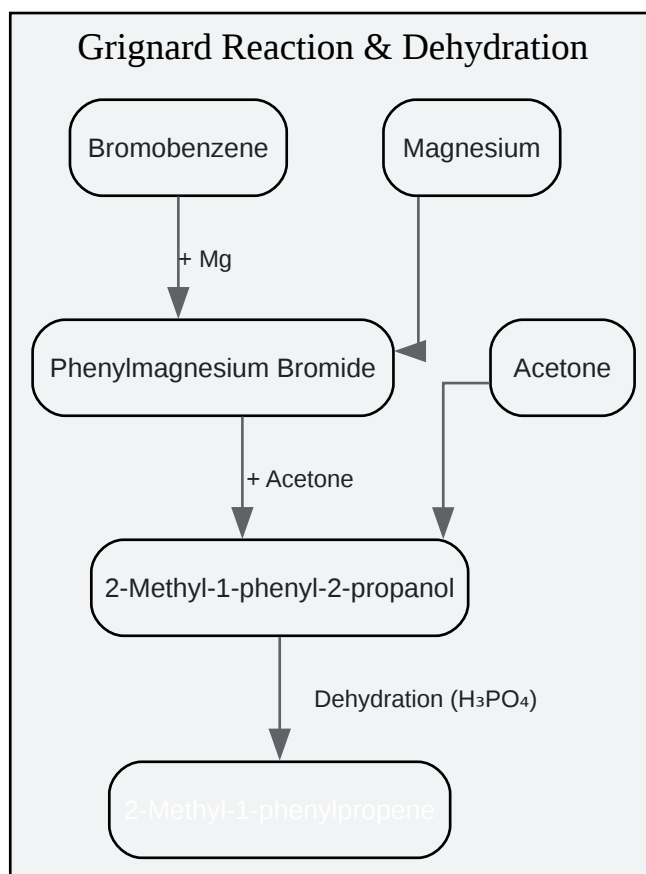 Grignard Reaction & Dehydration
Bromobenzene
Magnesium
+ Mg
Phenylmagnesium Bromide
Acetone
+ Acetone
2-Methyl-1-phenyl-2-propanol
Dehydration (H₃PO₄)
2-Methyl-1-phenylpropene